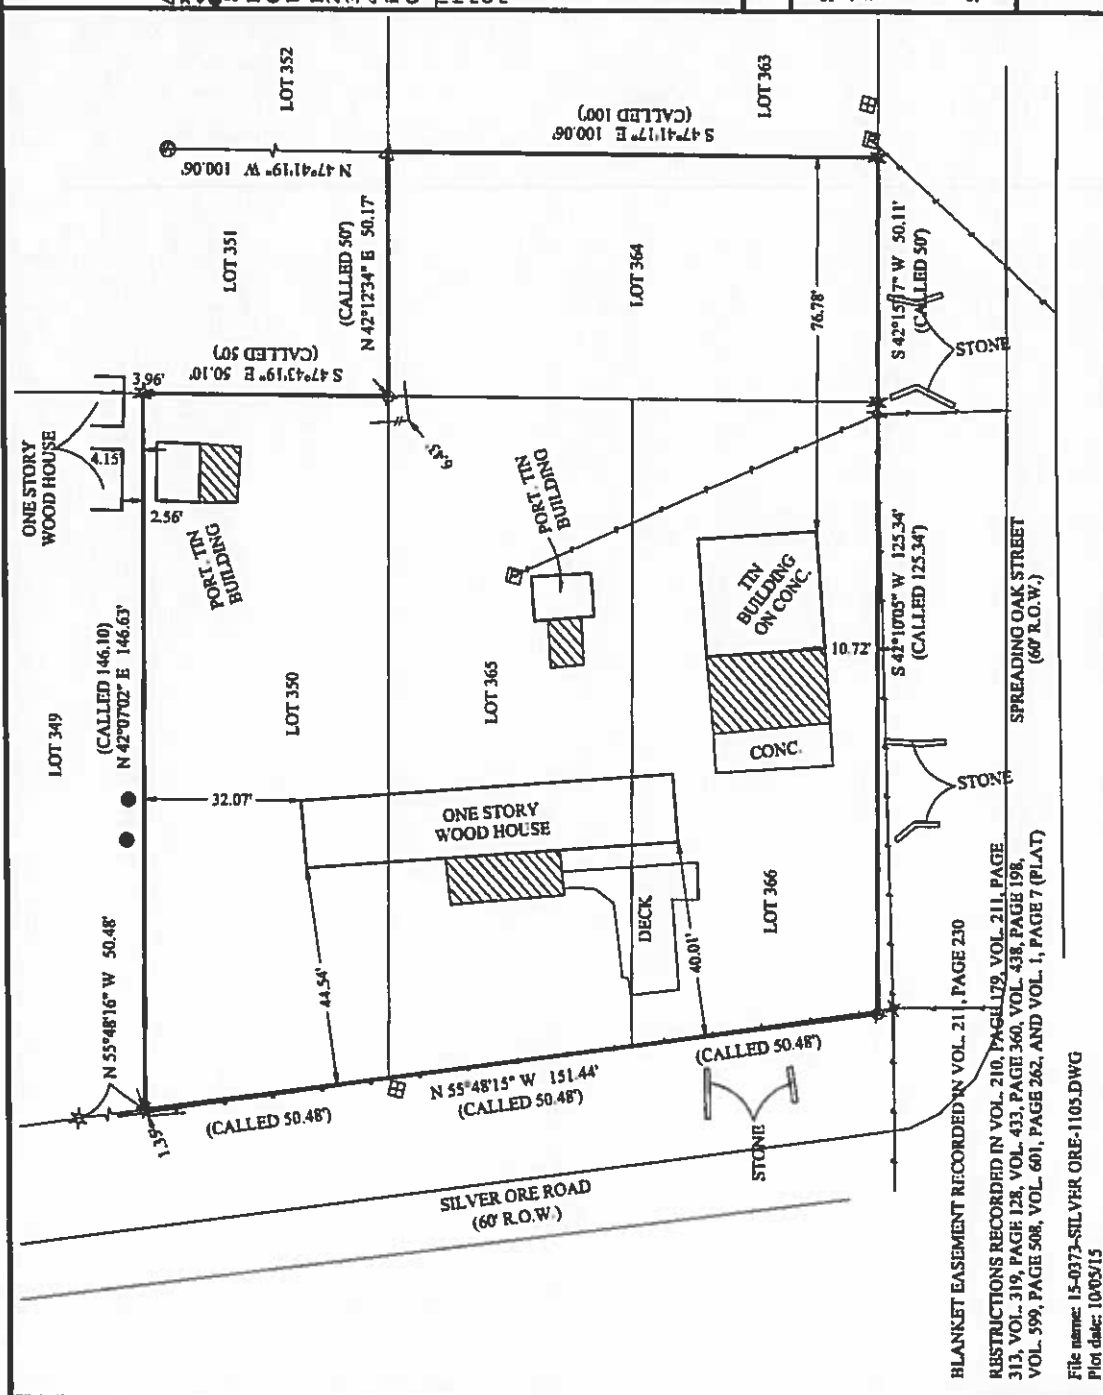 LOT 352
LOT 363
S 47°41'17" E 100.06'
(CALLED 100')
N 47°41'19" W 100.06'
LOT 351
(CALLED 50')
N 42°12'34" E 50.17'
LOT 364
76.78'
S 42°15'17" W 50.11'
(CALLED 50')
STONE
S 47°43'19" E 50.10'
(CALLED 50')
3.96'
ONE STORY
WOOD HOUSE
4.15'
2.56'
PORT. TIN
BUILDING
6.43'
PORT. TIN
BUILDING
TIN
BUILDING
ON CONC.
10.72'
S 42°10'05" W 125.34'
(CALLED 125.34')
SPREADING OAK STREET
(60' R.O.W.)
LOT 349
(CALLED 146.10)
N 42°07'02" E 146.63'
LOT 350
LOT 365
CONC.
STONE
32.07'
ONE STORY
WOOD HOUSE
DECK
LOT 366
44.54'
40.01'
N 55°48'16" W 50.48'
1.39'
(CALLED 50.48')
N 55°48'15" W 151.44'
(CALLED 50.48')
(CALLED 50.48')
STONE
SILVER ORE ROAD
(60' R.O.W.)
BLANKET EASEMENT RECORDED IN VOL. 211, PAGE 230
RESTRICTIONS RECORDED IN VOL. 210, PAGE 179, VOL. 211, PAGE
313, VOL. 319, PAGE 128, VOL. 433, PAGE 360, VOL. 438, PAGE 198,
VOL. 599, PAGE 508, VOL. 601, PAGE 262, AND VOL. 1, PAGE 7 (PLAT)
File name: 15-0373-SILVER ORE-1105.DWG
Plot date: 10/05/15